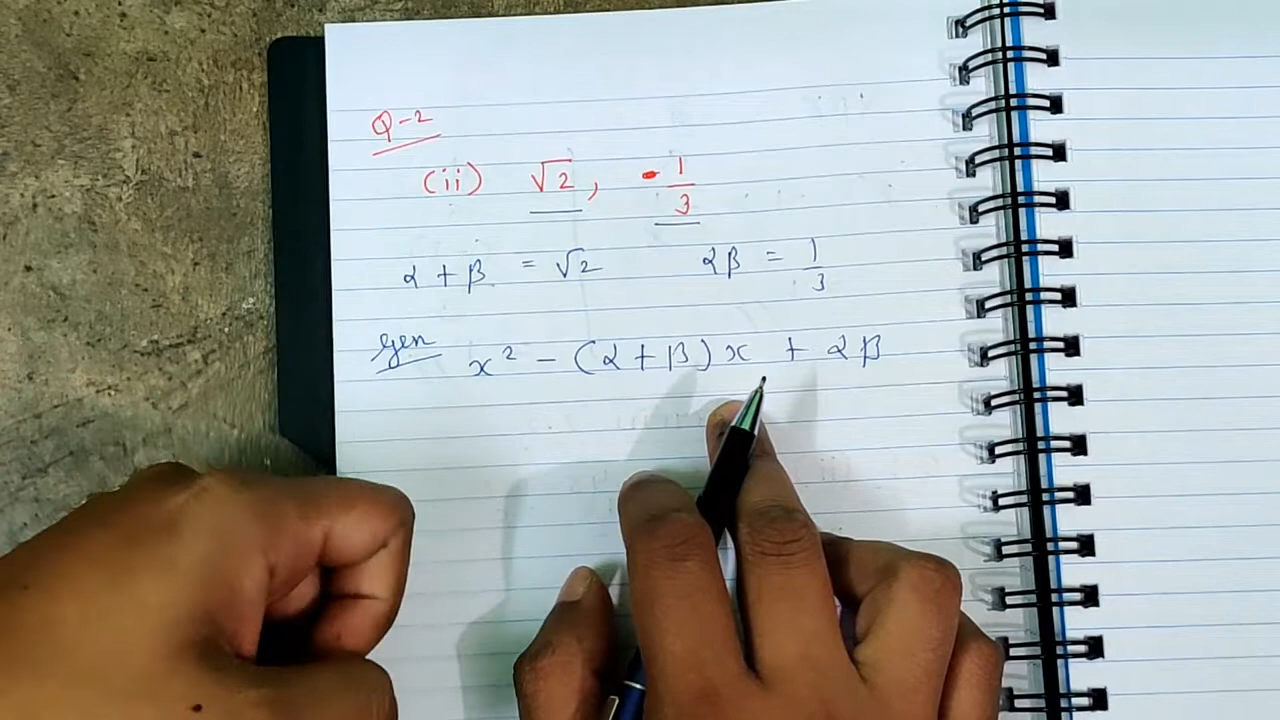 Q-2
(ii) √2, -1/3
α + β = √2 αβ = 1/3
Gen x² - (α + β)x + αβ